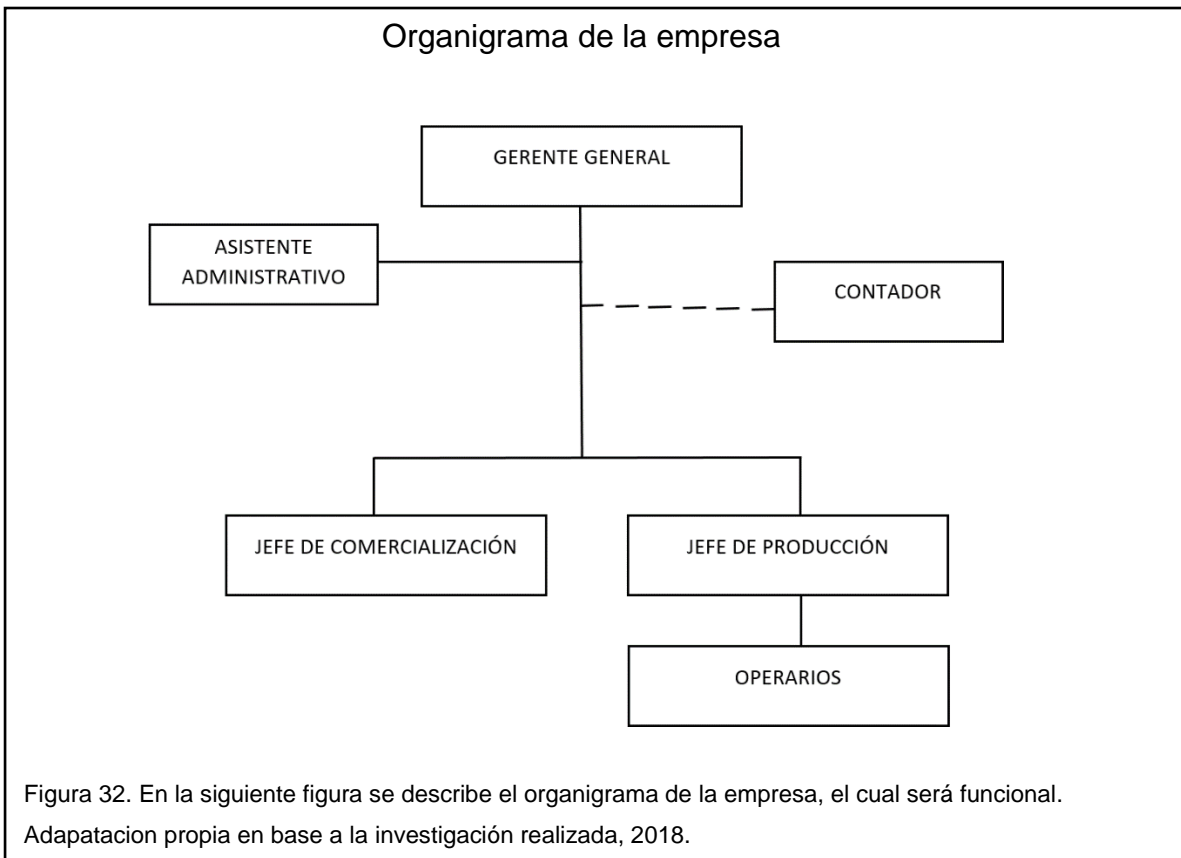 Organigrama de la empresa
GERENTE GENERAL
ASISTENTE
ADMINISTRATIVO
CONTADOR
JEFE DE COMERCIALIZACIÓN
JEFE DE PRODUCCIÓN
OPERARIOS
Figura 32. En la siguiente figura se describe el organigrama de la empresa, el cual será funcional.
Adapatacion propia en base a la investigación realizada, 2018.